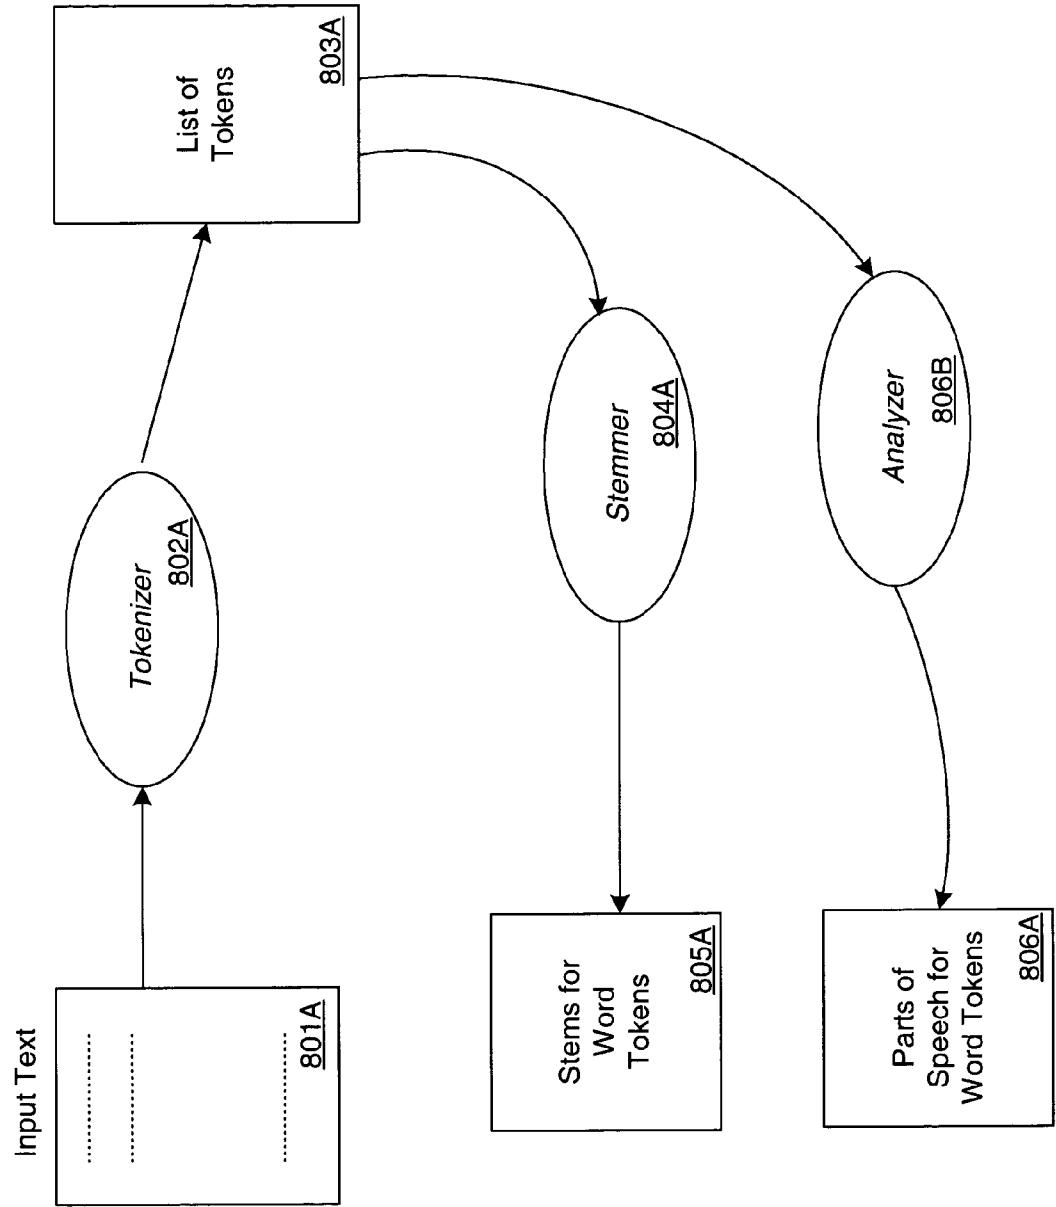 Input Text
801A
Tokenizer
802A
List of
Tokens
803A
Stems for
Word
Tokens
805A
Stemmer
804A
Parts of
Speech for
Word Tokens
806A
Analyzer
806B